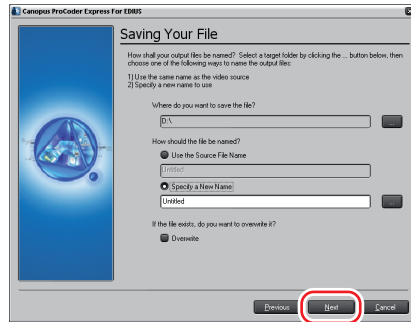 Canopus ProCoder Express For EDIUS
Saving Your File
How shall your output files be named? Select a target folder by clicking the ... button below, then
choose one of the following ways to name the output files:
1) Use the same name as the video source
2) Specify a new name to use
Where do you want to save the file?
D:\
...
How should the file be named?
Use the Source File Name
Untitled
Specify a New Name
Untitled
...
If the file exists, do you want to overwrite it?
Overwrite
Previous
Next
Cancel